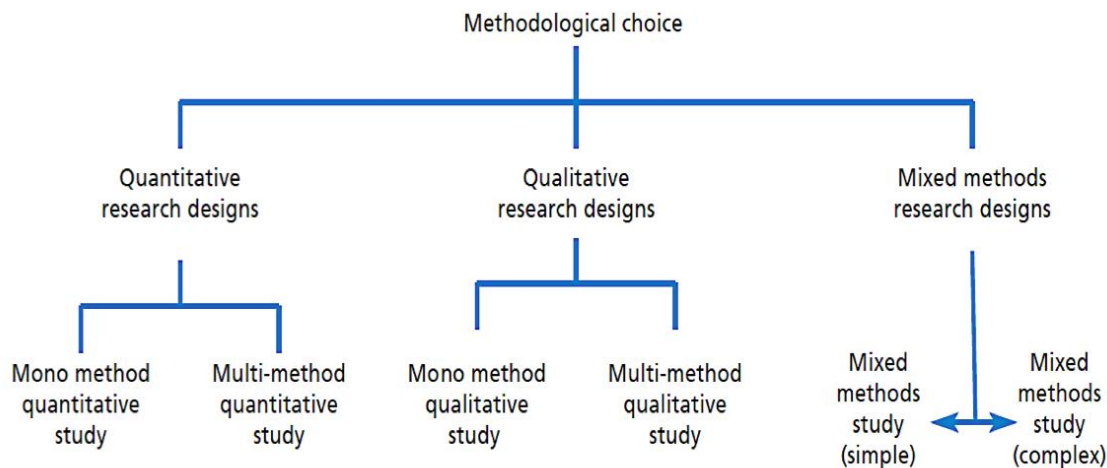 Methodological choice
Quantitative
research designs
Qualitative
research designs
Mixed methods
research designs
Mono method
quantitative
study
Multi-method
quantitative
study
Mono method
qualitative
study
Multi-method
qualitative
study
Mixed
methods
study
(simple)
Mixed
methods
study
(complex)